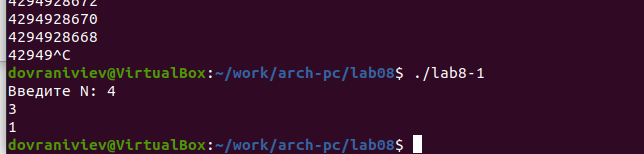 4294928672
4294928670
4294928668
42949^C
dovraniviev@VirtualBox:~/work/arch-pc/lab08$ ./lab8-1
Введите N: 4
3
1
dovraniviev@VirtualBox:~/work/arch-pc/lab08$